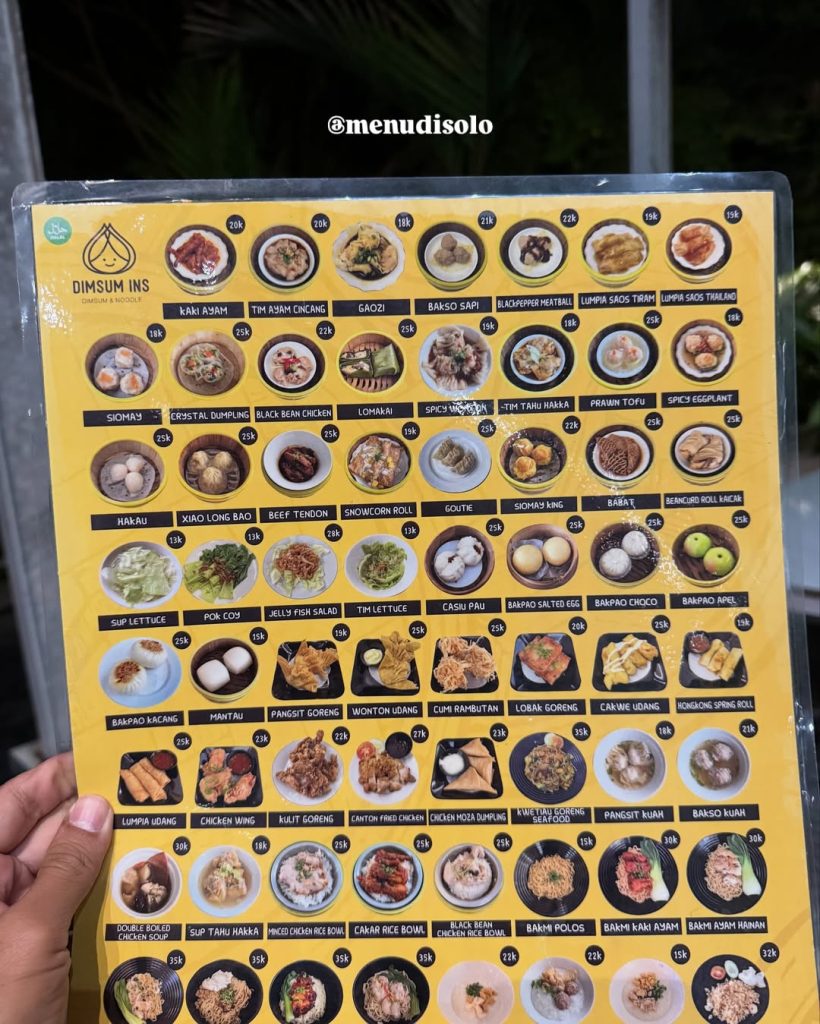 @menudisolo
حلال
HALAL
DIMSUM INS
DIMSUM & NOODLE
20k 20k 18k 21k 22k 19k 19k
KAKI AYAM TIM AYAM CINCANG GAOZI BAKSO SAPI BLACKPEPPER MEATBALL LUMPIA SAOS TIRAM LUMPIA SAOS THAILAND
18k 25k 22k 25k 19k 18k 25k 18k
SIOMAY CRYSTAL DUMPLING BLACK BEAN CHICKEN LOMAKAI SPICY WONTON TIM TAHU HAKKA PRAWN TOFU SPICY EGGPLANT
25k 25k 25k 19k 25k 22k 25k 25k
HAKAU XIAO LONG BAO BEEF TENDON SNOWCORN ROLL GOUTIE SIOMAY KING BABAT BEANCURD ROLL KAICAK
13k 13k 28k 13k 25k 25k 25k 25k
SUP LETTUCE POK COY JELLY FISH SALAD TIM LETTUCE CASIU PAU BAKPAO SALTED EGG BAKPAO CHOCO BAKPAO APEL
25k 15k 19k 25k 25k 20k 25k 19k
BAKPAO KACANG MANTAU PANGSIT GORENG WONTON UDANG CUMI RAMBUTAN LOBAK GORENG CAKWE UDANG HONGKONG SPRING ROLL
25k 23k 22k 27k 23k 35k 18k 21k
LUMPIA UDANG CHICKEN WING KULIT GORENG CANTON FRIED CHICKEN CHICKEN MOZA DUMPLING KWETIAU GORENG SEAFOOD PANGSIT KUAH BAKSO KUAH
30k 18k 25k 25k 25k 15k 30k 30k
DOUBLE BOILED CHICKEN SOUP SUP TAHU HAKKA MINCED CHICKEN RICE BOWL CAKAR RICE BOWL BLACK BEAN CHICKEN RICE BOWL BAKMI POLOS BAKMI KAKI AYAM BAKMI AYAM HAINAN
35k 35k 35k 35k 22k 22k 15k 32k